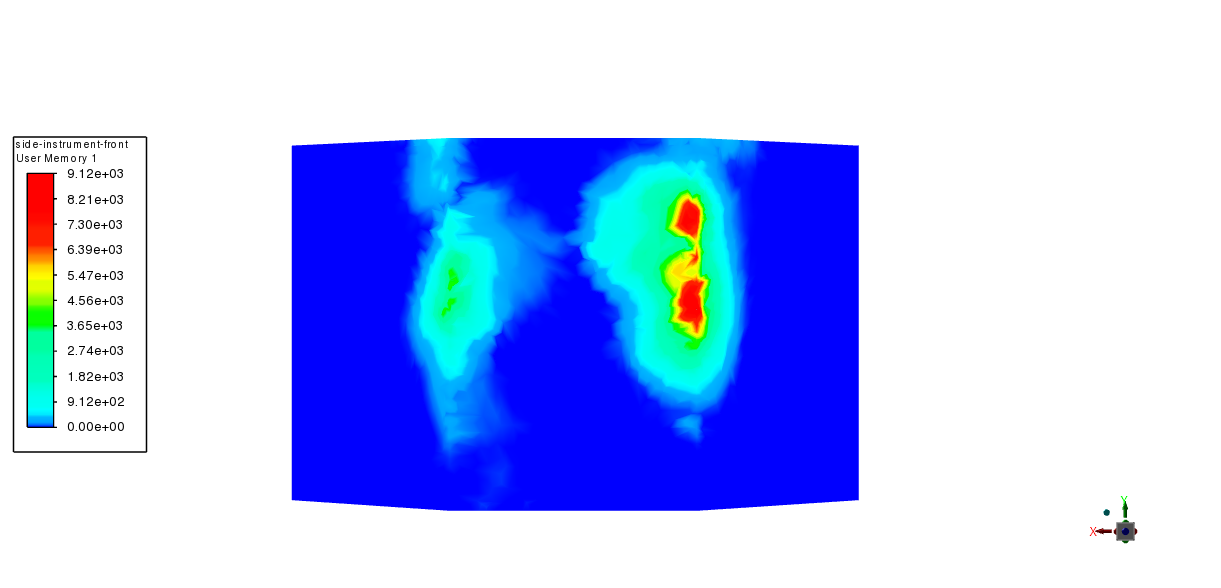 side-instrument-front
User Memory 1
9.12e+03
8.21e+03
7.30e+03
6.39e+03
5.47e+03
4.56e+03
3.65e+03
2.74e+03
1.82e+03
9.12e+02
0.00e+00
Y
X